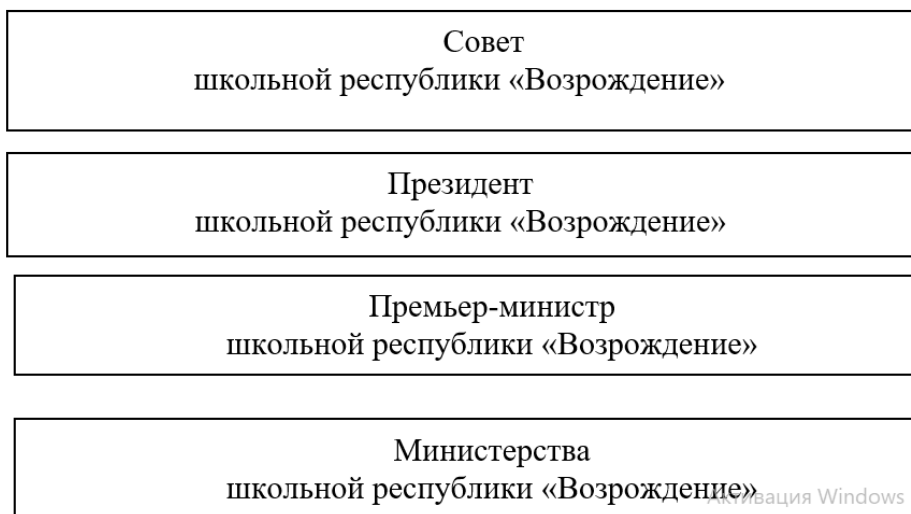 Совет
школьной республики «Возрождение»
Президент
школьной республики «Возрождение»
Премьер-министр
школьной республики «Возрождение»
Министерства
школьной республики «Возрождение»
Активация Windows